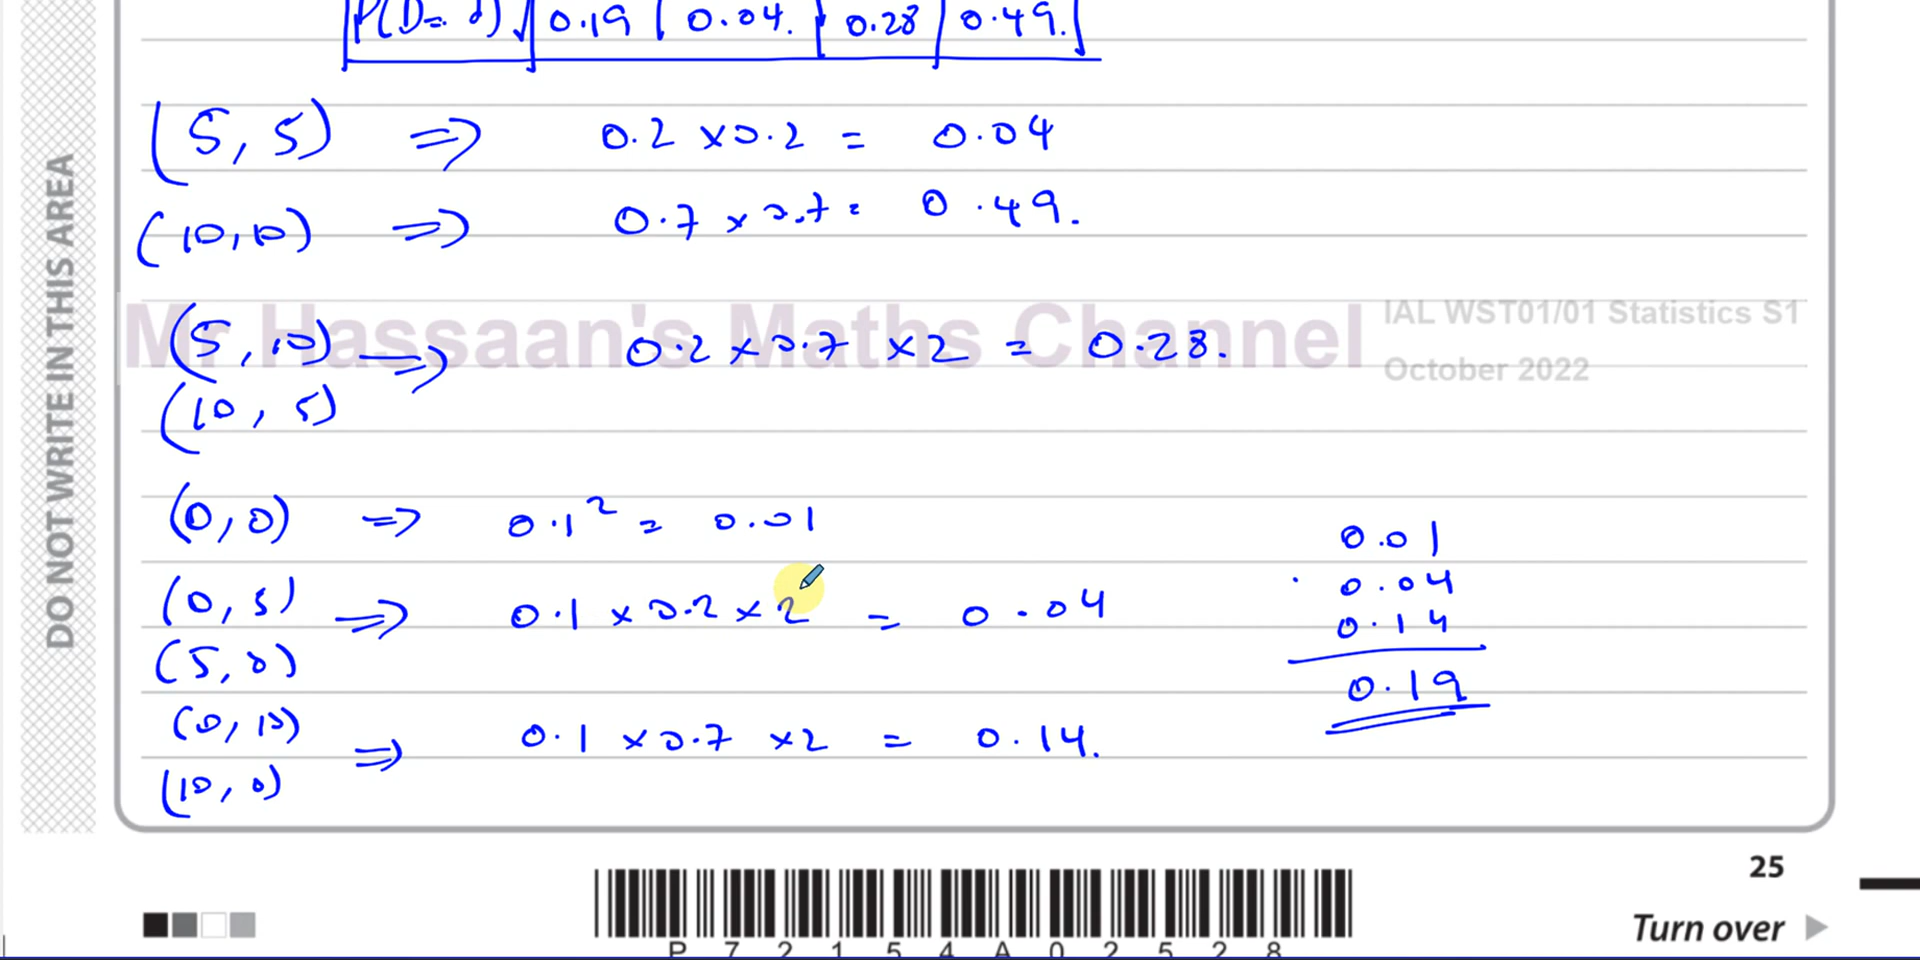 P(D = d) 0.19 0.04. 0.28 0.49.
(5, 5) ⇒ 0.2 × 0.2 = 0.04
(10, 10) ⇒ 0.7 × 0.7 = 0.49.
Mr Hassaan's Maths Channel
IAL WST01/01 Statistics S1
October 2022
(5, 10) ⇒ 0.2 × 0.7 × 2 = 0.28.
(10, 5)
(0, 0) ⇒ 0.1² = 0.01
(0, 5) ⇒ 0.1 × 0.2 × 2 = 0.04
(5, 0)
(0, 10) ⇒ 0.1 × 0.7 × 2 = 0.14.
(10, 0)
0.01
0.04
0.14
0.19
DO NOT WRITE IN THIS AREA
25
Turn over
P 7 2 1 5 4 A 0 2 5 2 8